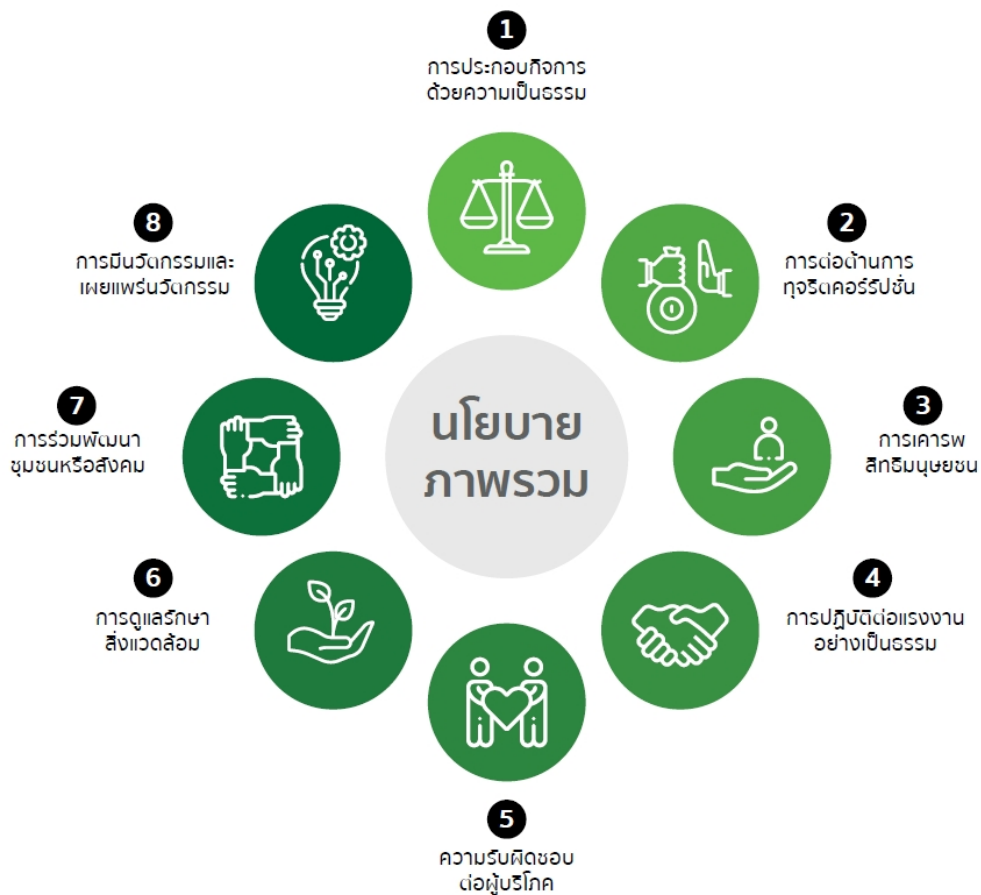 1
การประกอบกิจการ
ด้วยความเป็นธรรม
2
การต่อต้านการ
ทุจริตคอร์รัปชั่น
3
การเคารพ
สิทธิมนุษยชน
4
การปฏิบัติต่อแรงงาน
อย่างเป็นธรรม
5
ความรับผิดชอบ
ต่อผู้บริโภค
6
การดูแลรักษา
สิ่งแวดล้อม
7
การร่วมพัฒนา
ชุมชนหรือสังคม
8
การมีนวัตกรรมและ
เผยแพร่นวัตกรรม
นโยบาย
ภาพรวม